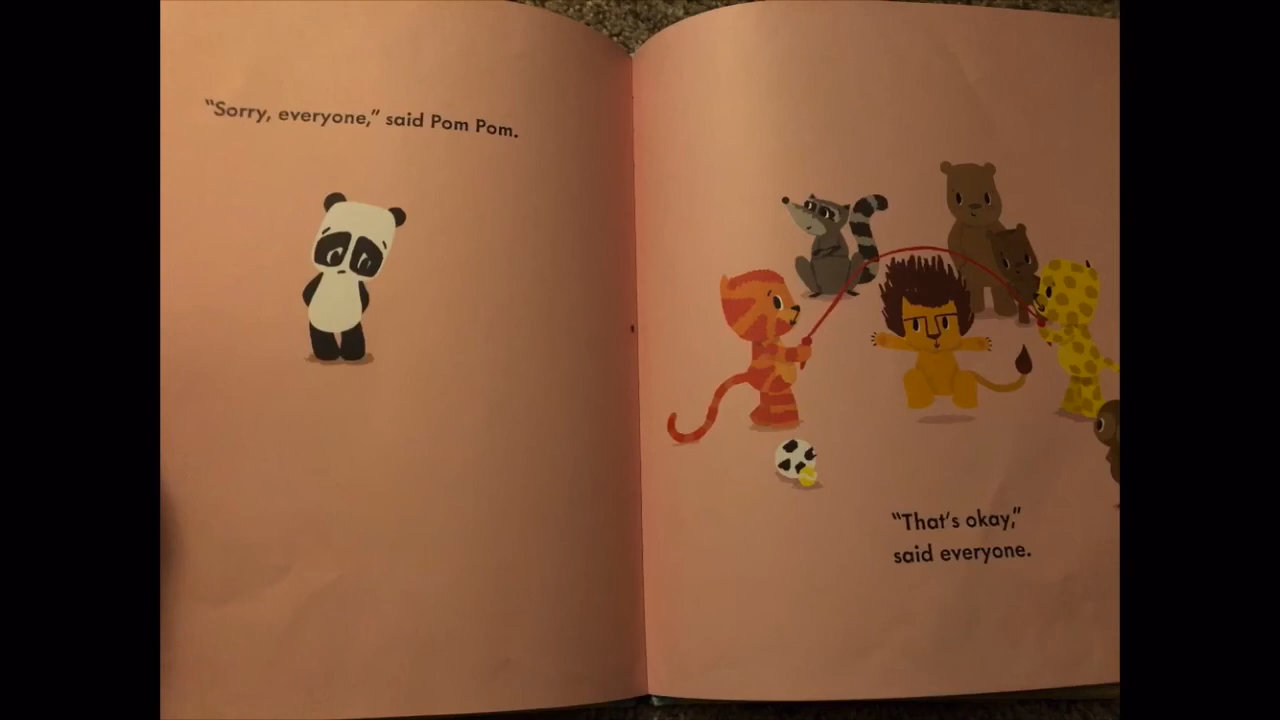 “Sorry, everyone,” said Pom Pom.
“That’s okay,”
said everyone.